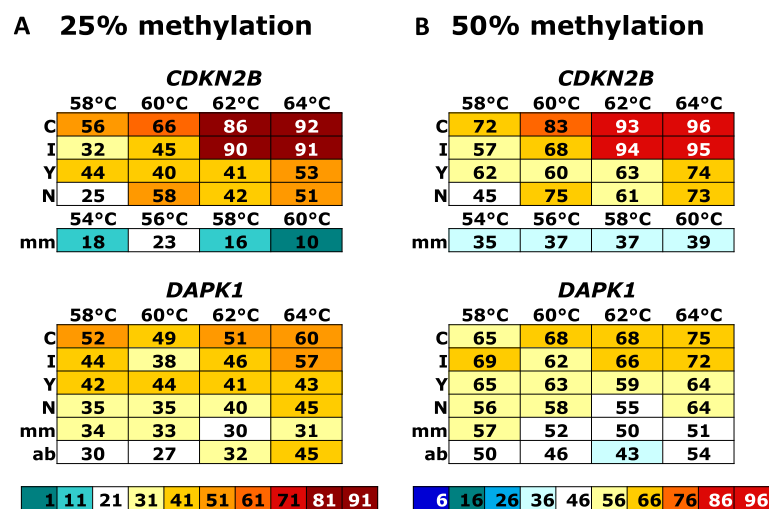 A 25% methylation
CDKN2B
58°C 60°C 62°C 64°C
C 56 66 86 92
I 32 45 90 91
Y 44 40 41 53
N 25 58 42 51
54°C 56°C 58°C 60°C
mm 18 23 16 10
DAPK1
58°C 60°C 62°C 64°C
C 52 49 51 60
I 44 38 46 57
Y 42 44 41 43
N 35 35 40 45
mm 34 33 30 31
ab 30 27 32 45
1 11 21 31 41 51 61 71 81 91
B 50% methylation
CDKN2B
58°C 60°C 62°C 64°C
C 72 83 93 96
I 57 68 94 95
Y 62 60 63 74
N 45 75 61 73
54°C 56°C 58°C 60°C
mm 35 37 37 39
DAPK1
58°C 60°C 62°C 64°C
C 65 68 68 75
I 69 62 66 72
Y 65 63 59 64
N 56 58 55 64
mm 57 52 50 51
ab 50 46 43 54
6 16 26 36 46 56 66 76 86 96